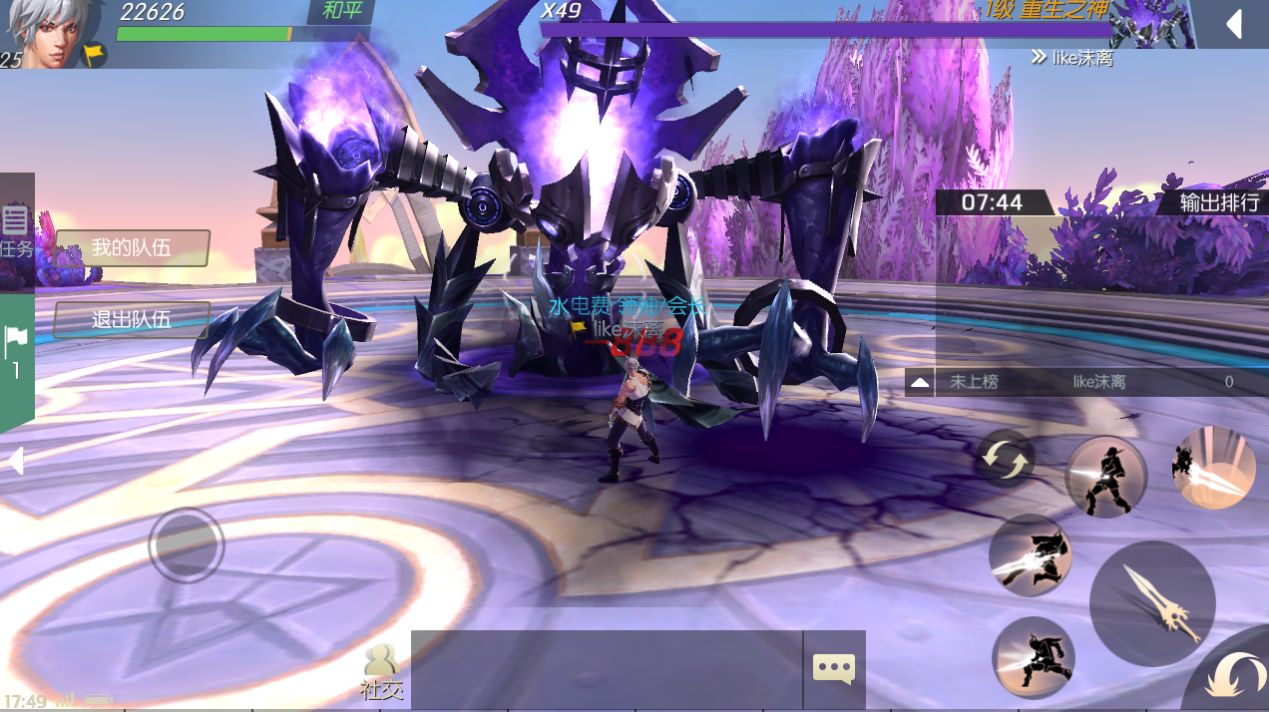 22626
和平
X49
1级 重生之神
25
like沫离
07:44
输出排行
任务
我的队伍
退出队伍
水电费 领袖/会长
like沫离
-888
1
未上榜 like沫离 0
社交
17:49